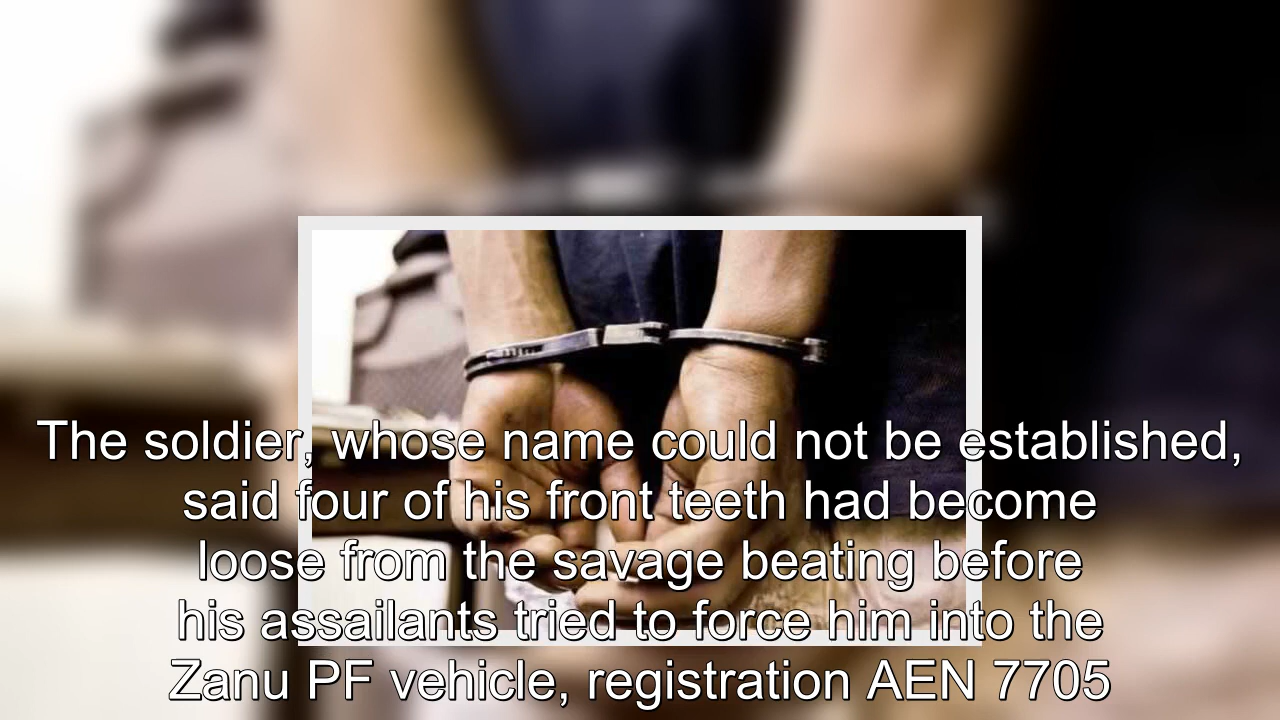 The soldier, whose name could not be established,
said four of his front teeth had become
loose from the savage beating before
his assailants tried to force him into the
Zanu PF vehicle, registration AEN 7705